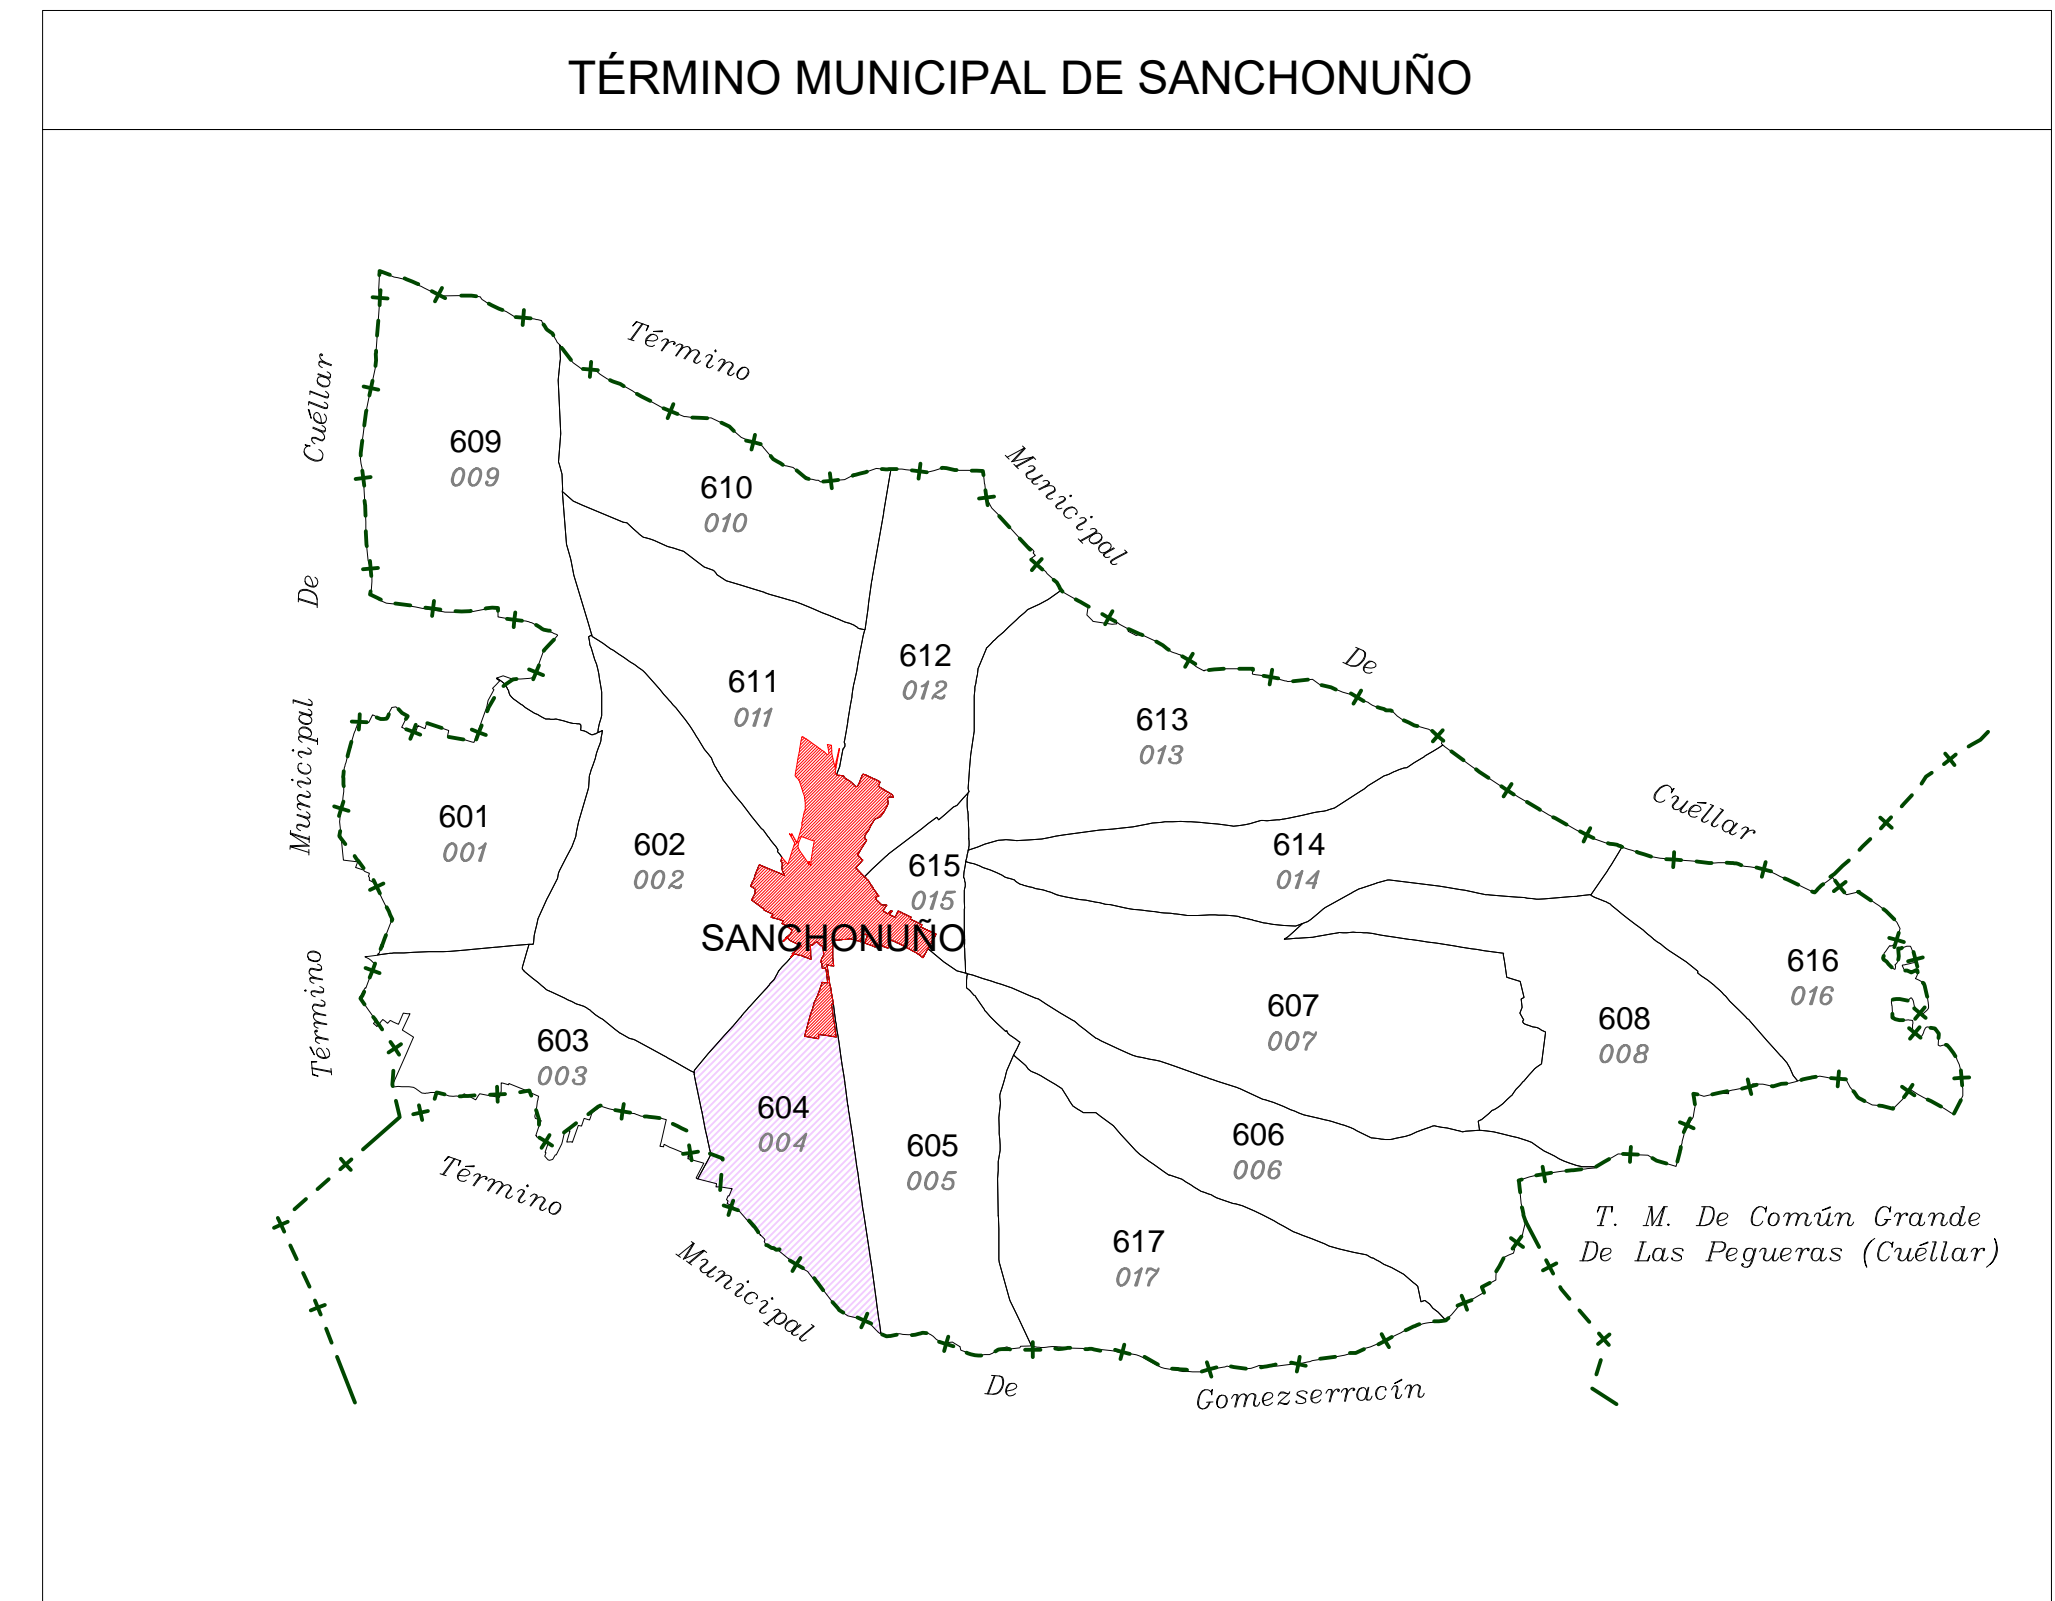 TÉRMINO MUNICIPAL DE SANCHONUÑO
Término
Municipal
De
Cuéllar
Término
Municipal
De
Cuéllar
609
009
610
010
611
011
612
012
613
013
601
001
602
002
614
014
615
015
SANCHONUÑO
616
016
607
007
608
008
603
003
604
004
605
005
606
006
617
017
Término
Municipal
De
Gomezserracín
T. M. De Común Grande
De Las Pegueras (Cuéllar)